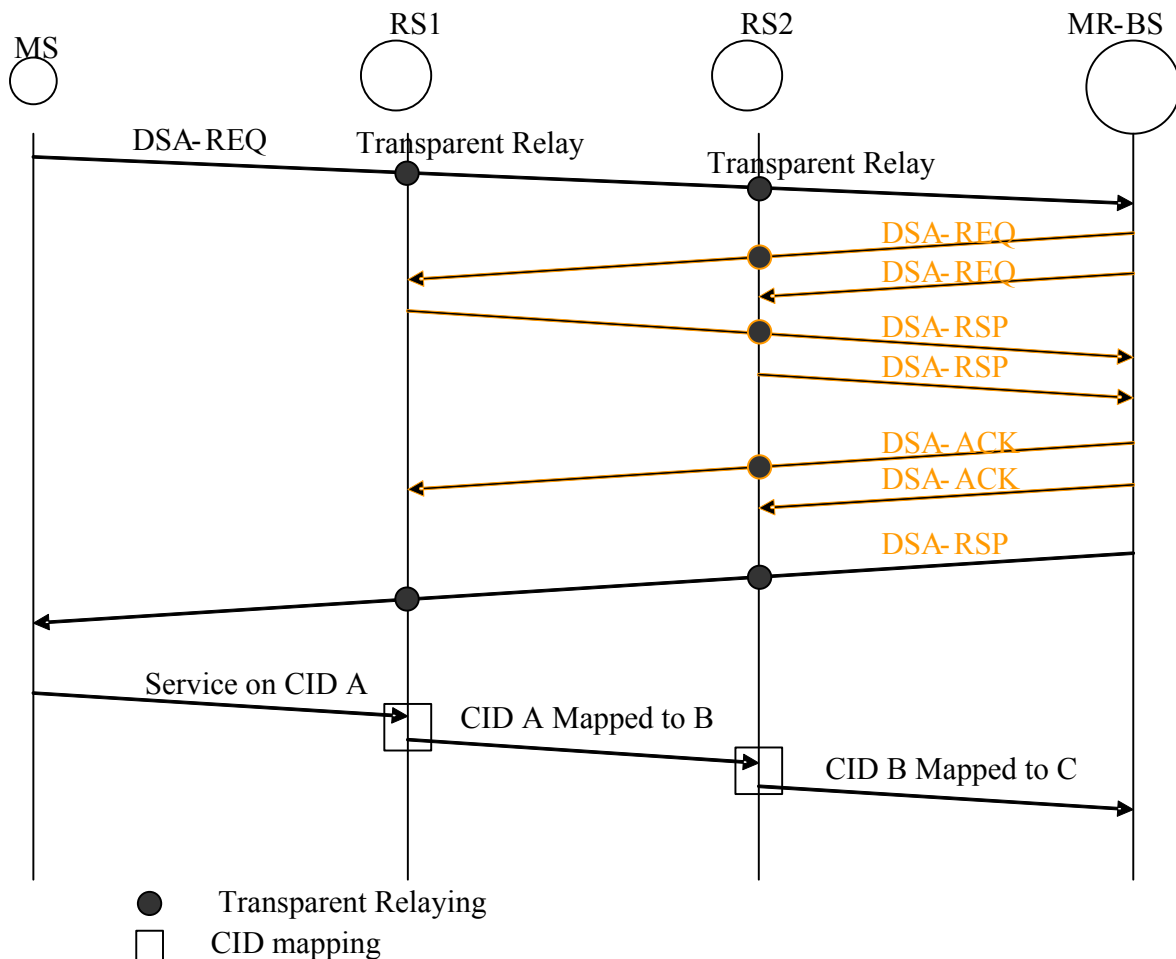 MS
RS1
RS2
MR-BS
DSA-REQ
Transparent Relay
Transparent Relay
DSA-REQ
DSA-REQ
DSA-RSP
DSA-RSP
DSA-ACK
DSA-ACK
DSA-RSP
Service on CID A
CID A Mapped to B
CID B Mapped to C
Transparent Relaying
CID mapping